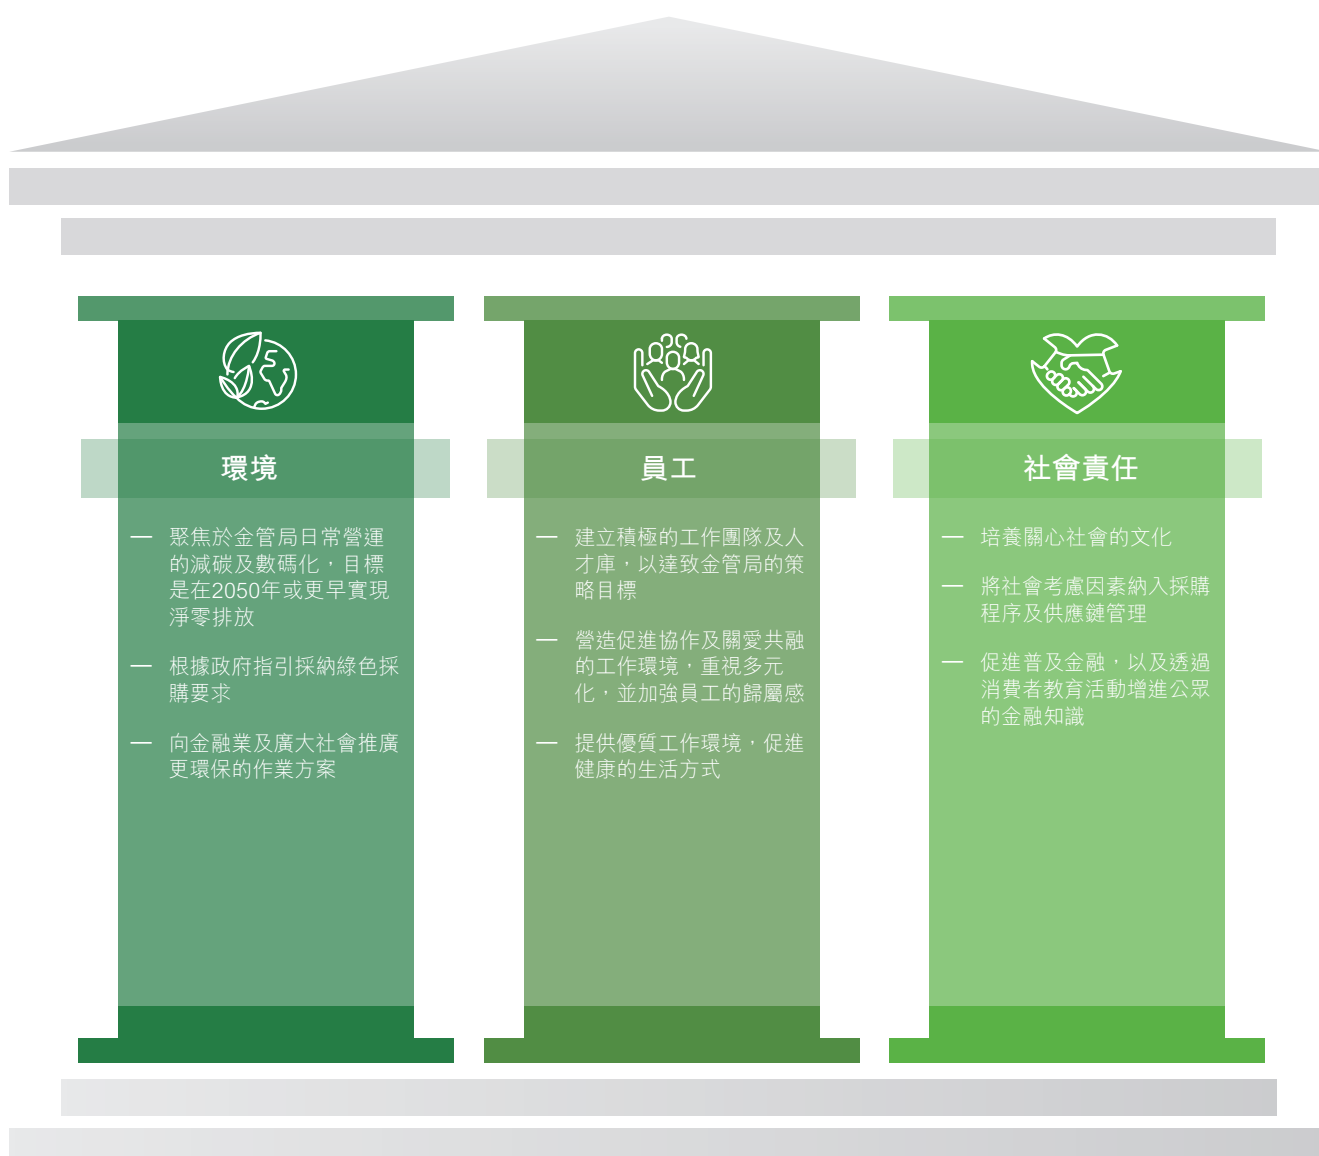 環境
— 聚焦於金管局日常營運
的減碳及數碼化，目標
是在2050年或更早實現
淨零排放
— 根據政府指引採納綠色採
購要求
— 向金融業及廣大社會推廣
更環保的作業方案
員工
— 建立積極的工作團隊及人
才庫，以達致金管局的策
略目標
— 營造促進協作及關愛共融
的工作環境，重視多元
化，並加強員工的歸屬感
— 提供優質工作環境，促進
健康的生活方式
社會責任
— 培養關心社會的文化
— 將社會考慮因素納入採購
程序及供應鏈管理
— 促進普及金融，以及透過
消費者教育活動增進公眾
的金融知識